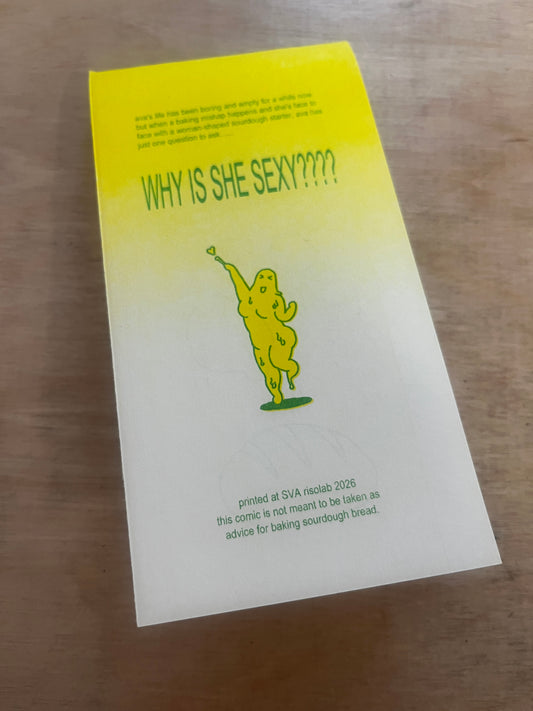 ava's life has been boring and empty for a while now
but when a baking mishap happens and she's face to
face with a woman-shaped sourdough starter, ava has
just one question to ask.....
WHY IS SHE SEXY????
printed at SVA risolab 2026
this comic is not meant to be taken as
advice for baking sourdough bread.